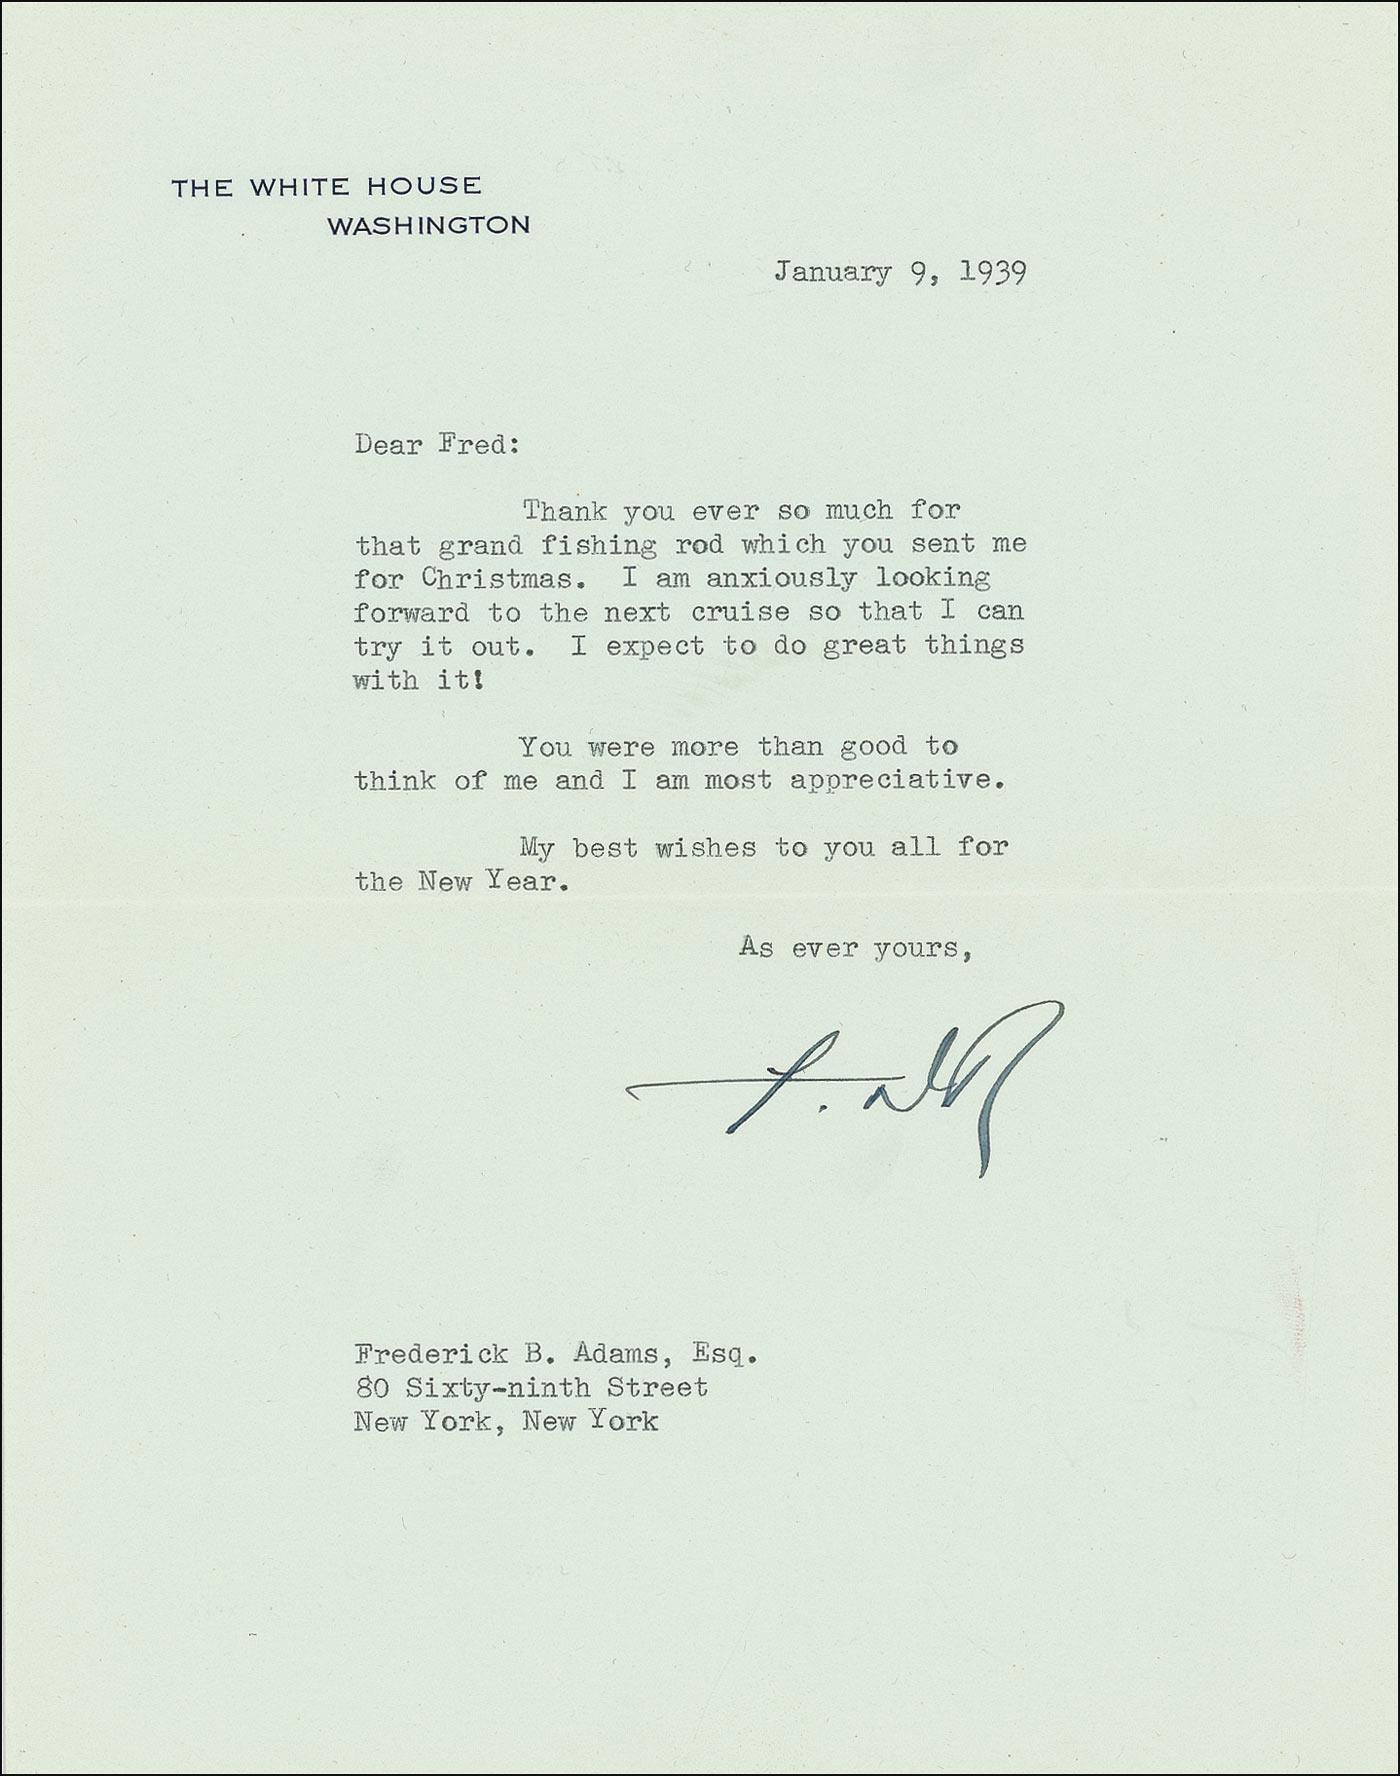 THE WHITE HOUSE
WASHINGTON
January 9, 1939
Dear Fred:
Thank you ever so much for
that grand fishing rod which you sent me
for Christmas. I am anxiously looking
forward to the next cruise so that I can
try it out. I expect to do great things
with it!
You were more than good to
think of me and I am most appreciative.
My best wishes to you all for
the New Year.
As ever yours,
Frederick B. Adams, Esq.
80 Sixty-ninth Street
New York, New York